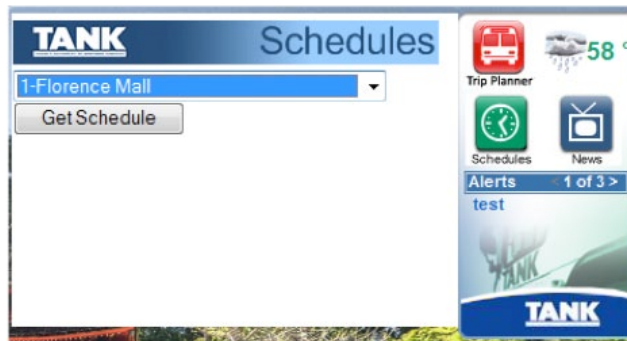 TANK
Schedules
1-Florence Mall
Get Schedule
58 °
Trip Planner
Schedules
News
Alerts < 1 of 3 >
test
TANK
TANK